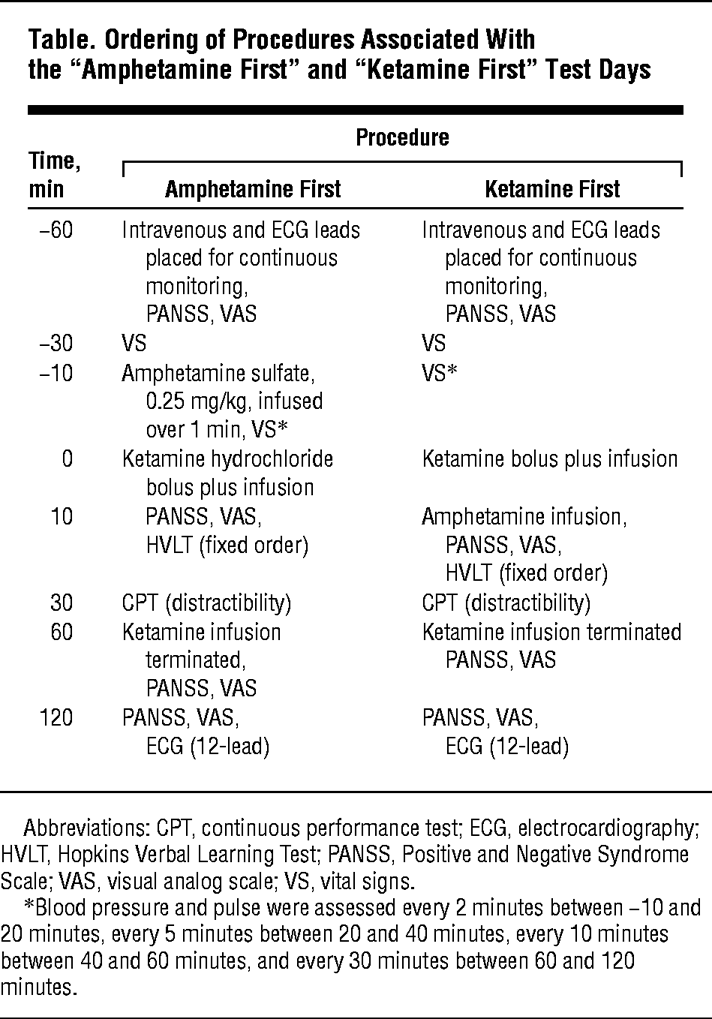 Table. Ordering of Procedures Associated With
the “Amphetamine First” and “Ketamine First” Test Days
Procedure
Time,
min
Amphetamine First
Ketamine First
–60
Intravenous and ECG leads
placed for continuous
monitoring,
PANSS, VAS
Intravenous and ECG leads
placed for continuous
monitoring,
PANSS, VAS
–30
VS
VS
–10
Amphetamine sulfate,
0.25 mg/kg, infused
over 1 min, VS*
VS*
0
Ketamine hydrochloride
bolus plus infusion
Ketamine bolus plus infusion
10
PANSS, VAS,
HVLT (fixed order)
Amphetamine infusion,
PANSS, VAS,
HVLT (fixed order)
30
CPT (distractibility)
CPT (distractibility)
60
Ketamine infusion
terminated,
PANSS, VAS
Ketamine infusion terminated
PANSS, VAS
120
PANSS, VAS,
ECG (12-lead)
PANSS, VAS,
ECG (12-lead)
Abbreviations: CPT, continuous performance test; ECG, electrocardiography;
HVLT, Hopkins Verbal Learning Test; PANSS, Positive and Negative Syndrome
Scale; VAS, visual analog scale; VS, vital signs.
*Blood pressure and pulse were assessed every 2 minutes between –10 and
20 minutes, every 5 minutes between 20 and 40 minutes, every 10 minutes
between 40 and 60 minutes, and every 30 minutes between 60 and 120
minutes.